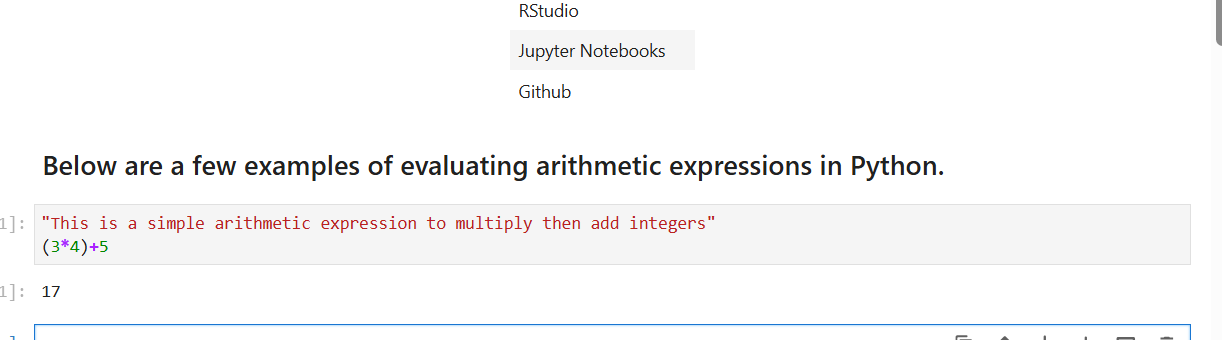 RStudio
Jupyter Notebooks
Github
Below are a few examples of evaluating arithmetic expressions in Python.
1]: "This is a simple arithmetic expression to multiply then add integers"
(3*4)+5
1]: 17